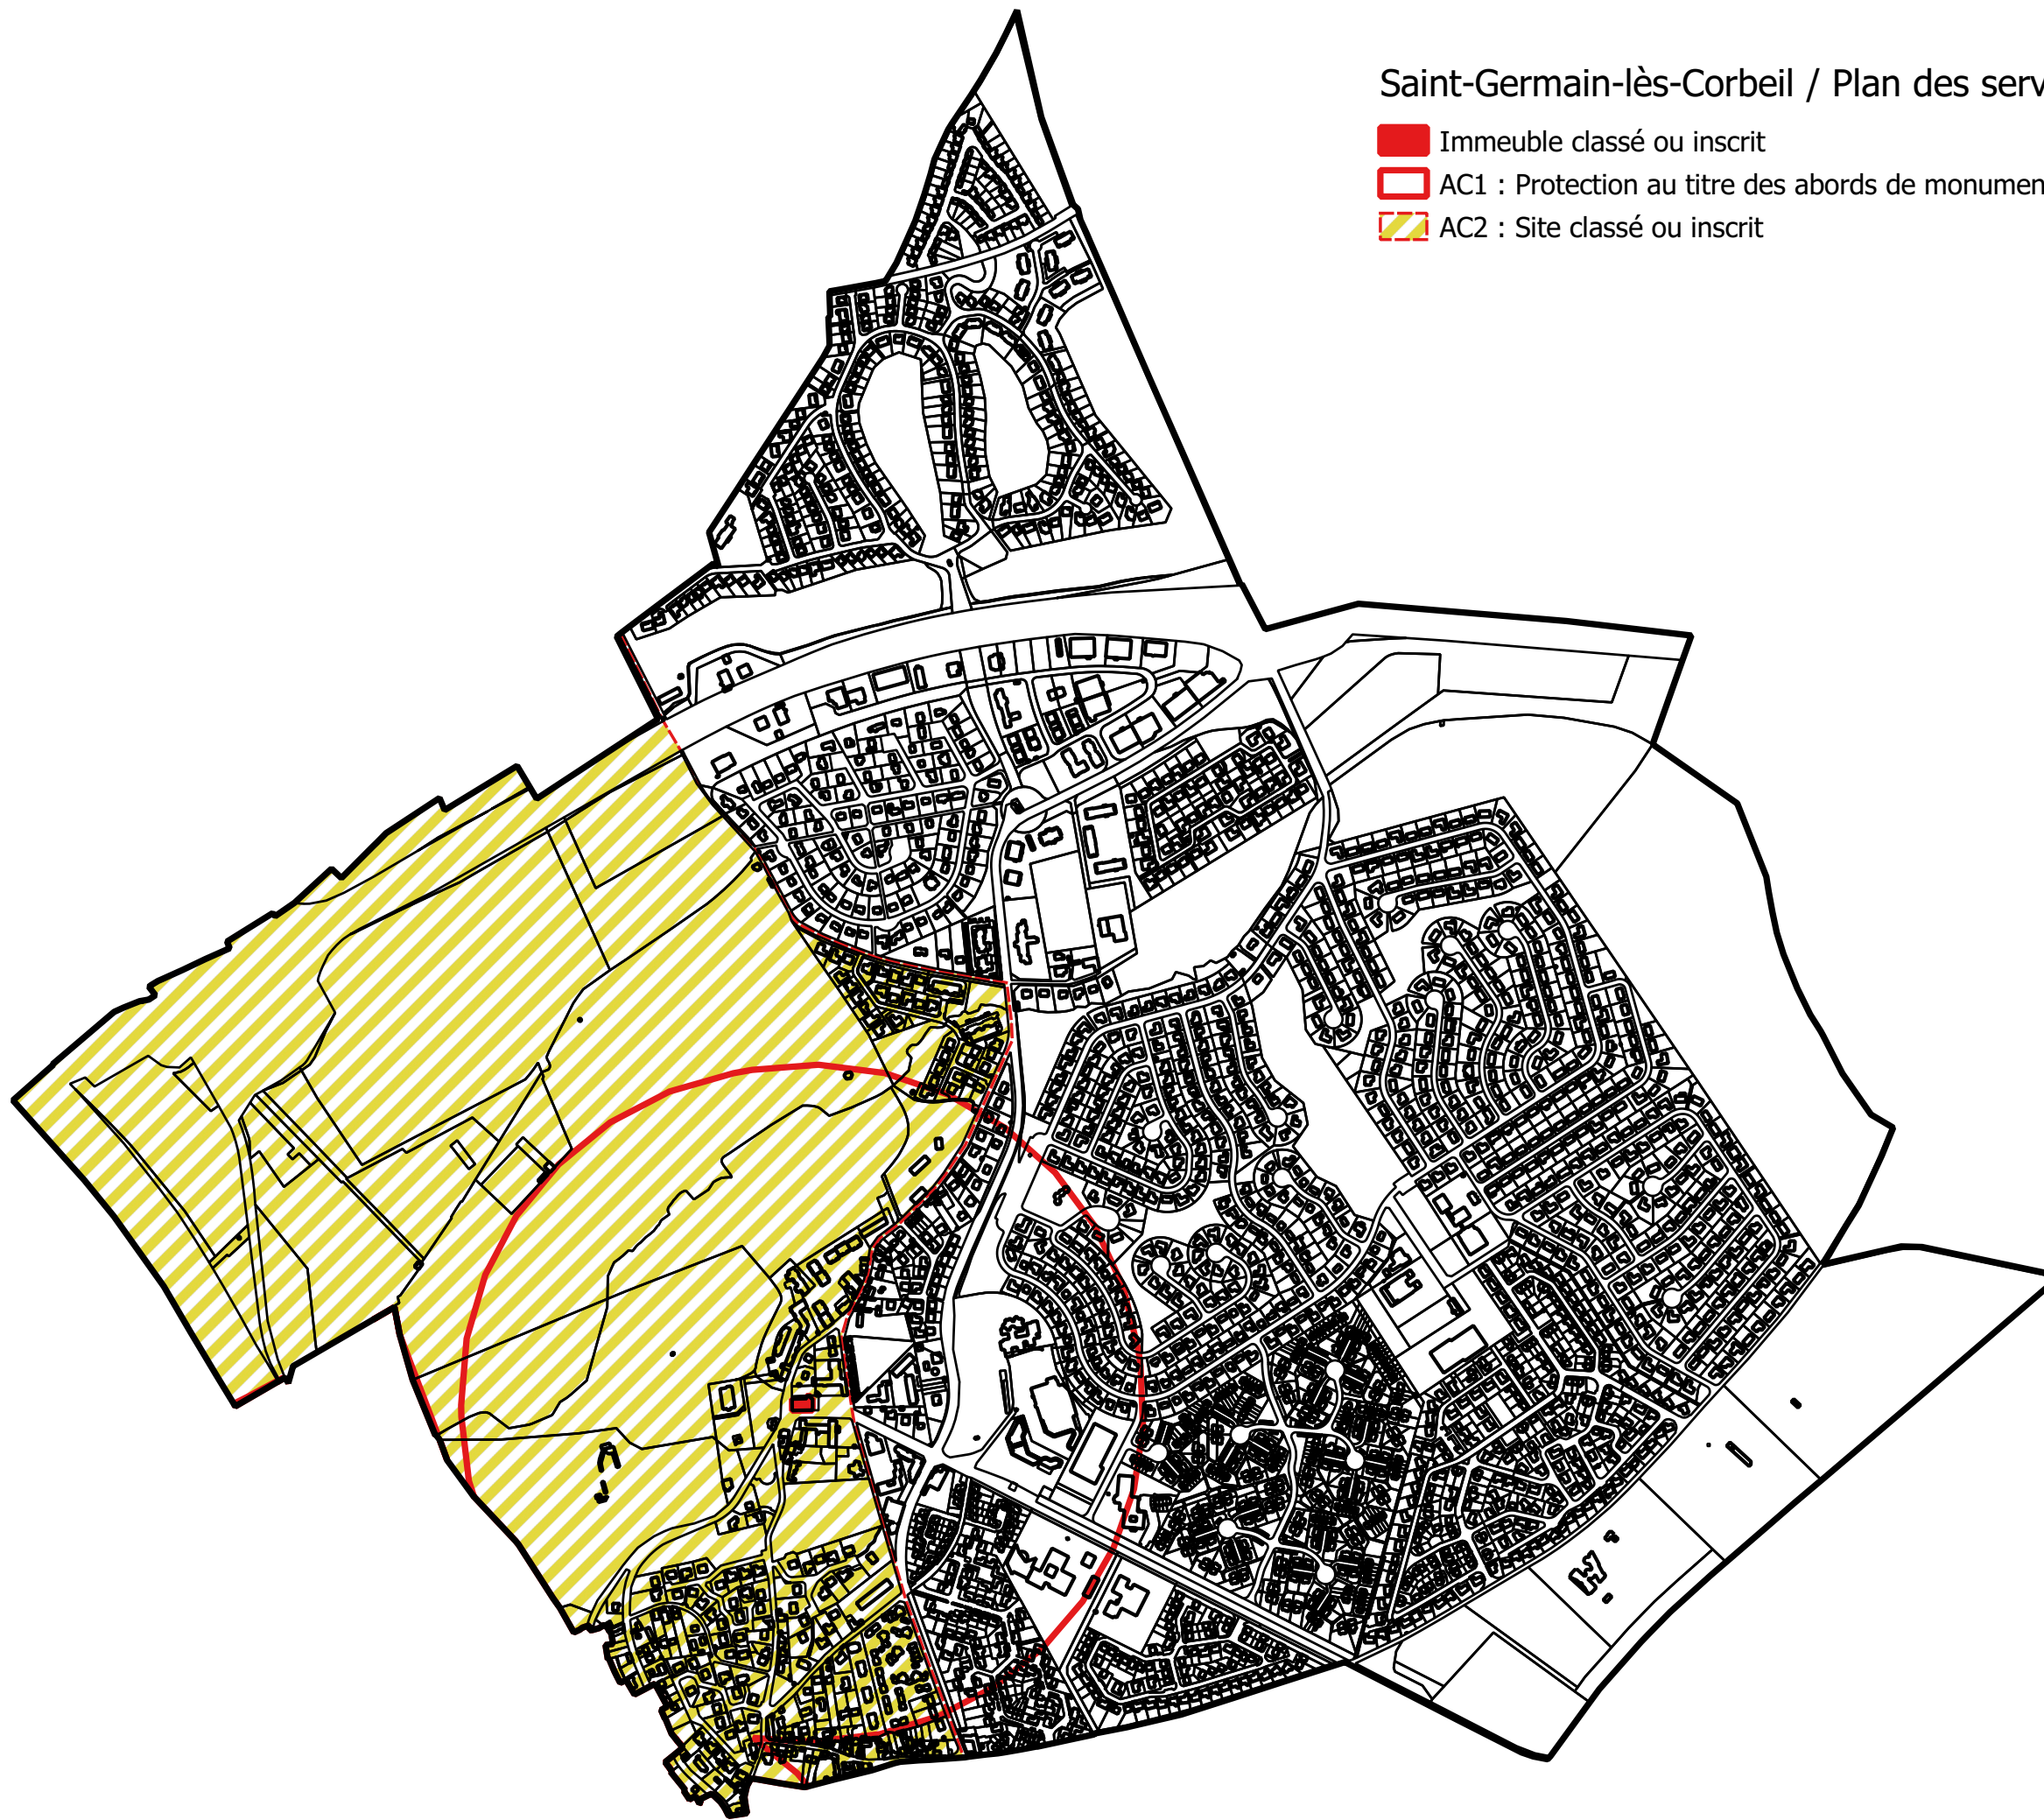 Saint-Germain-lès-Corbeil / Plan des serv
Immeuble classé ou inscrit
AC1 : Protection au titre des abords de monumen
AC2 : Site classé ou inscrit